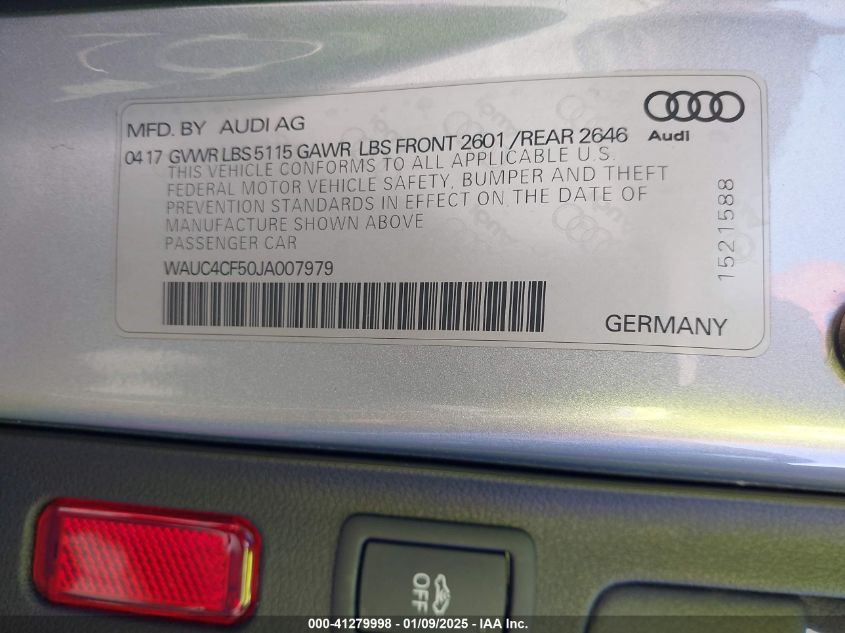 MFD. BY AUDI AG
Audi
04 17 GVWR LBS 5115 GAWR LBS FRONT 2601 /REAR 2646
THIS VEHICLE CONFORMS TO ALL APPLICABLE U.S.
FEDERAL MOTOR VEHICLE SAFETY, BUMPER AND THEFT
PREVENTION STANDARDS IN EFFECT ON THE DATE OF
MANUFACTURE SHOWN ABOVE
PASSENGER CAR
WAUC4CF50JA007979
1521588
GERMANY
OFF
000-41279998 - 01/09/2025 - IAA Inc.